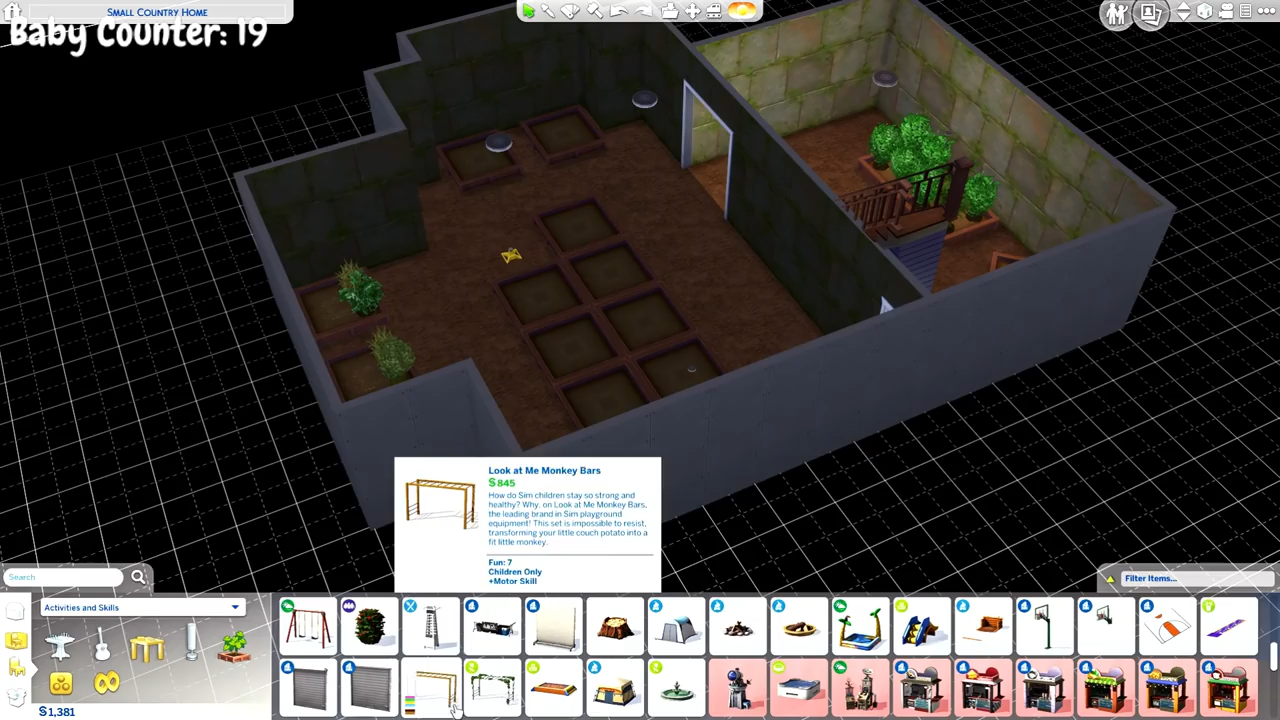 SMALL COUNTRY HOME
Baby Counter: 19
Look at Me Monkey Bars
§845
How do Sim children stay so strong and
healthy? Why, on Look at Me Monkey Bars,
the leading brand in Sim playground
equipment! This set is impossible to resist,
transforming your little couch potato into a
fit little monkey.
Fun: 7
Children Only
+Motor Skill
Search
Filter Items...
Activities and Skills
§1,381